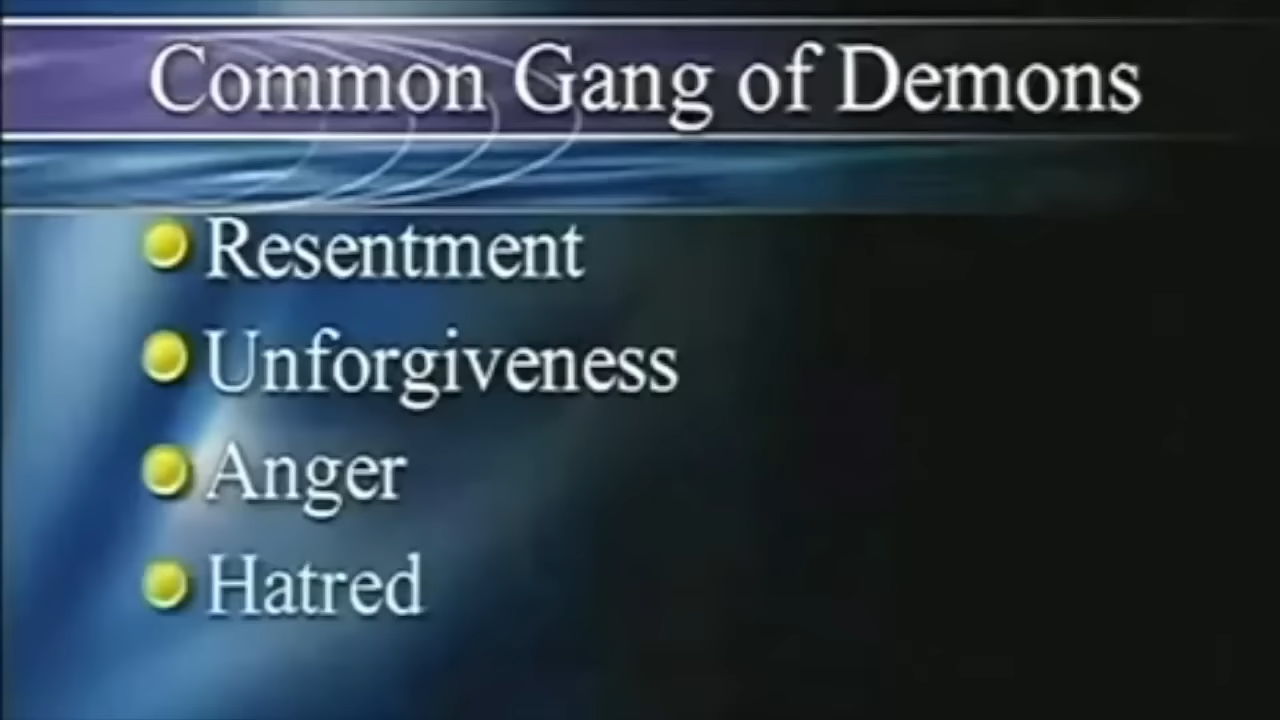 Common Gang of Demons
Resentment
Unforgiveness
Anger
Hatred